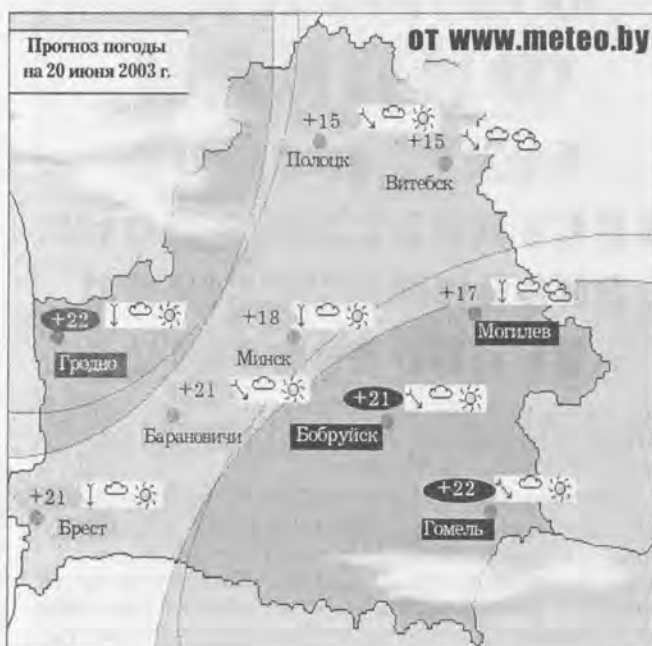 Прогноз погоды
на 20 июня 2003 г.
от www.meteo.by
+15
Полоцк
+15
Витебск
+22
Гродно
+18
Минск
+17
Могилев
+21
Барановичи
+21
Бобруйск
+21
Брест
+22
Гомель